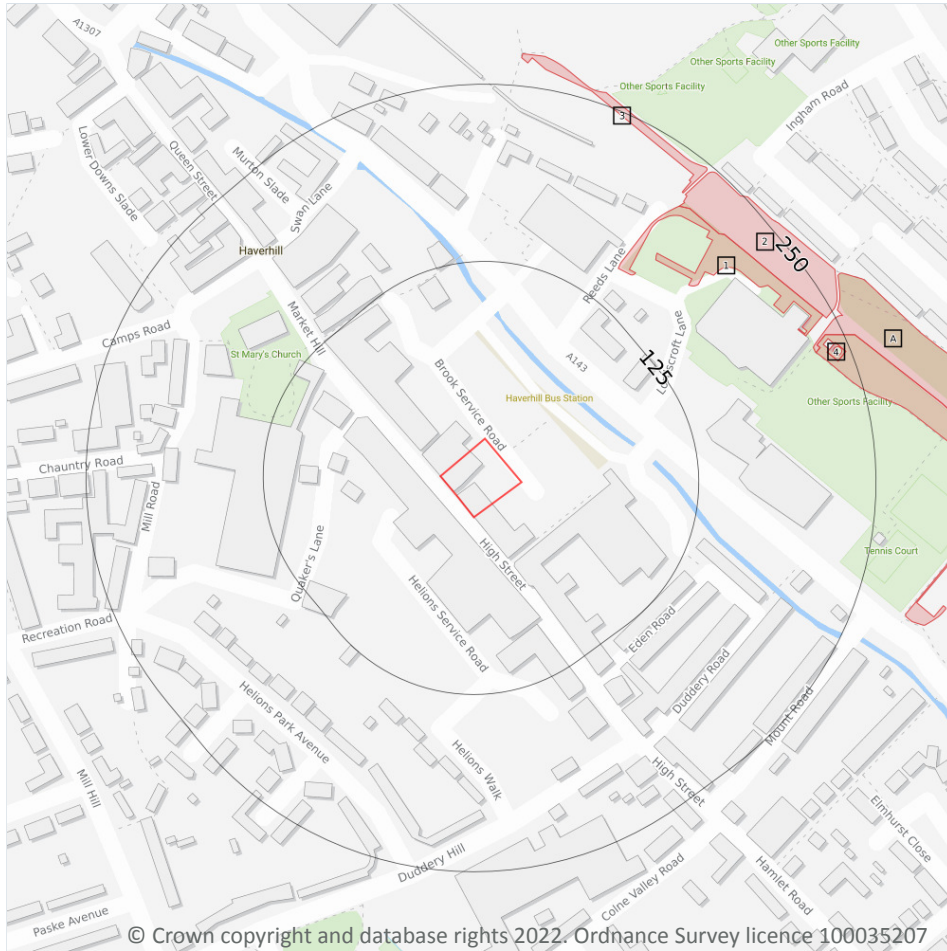 A1307
Other Sports Facility
Other Sports Facility
Other Sports Facility
Ingham Road
3
Lower Downs Slade
Queen Street
Murton Slade
Swan Lane
Haverhill
2
250
1
Reeds Lane
A
4
Camps Road
Market Hill
St Mary's Church
Lordscroft Lane
125
A143
Brook Service Road
Haverhill Bus Station
Other Sports Facility
Chauntry Road
Mill Road
Quaker's Lane
High Street
Tennis Court
Helions Service Road
Recreation Road
Eden Road
Duddery Road
Mount Road
Helions Park Avenue
Helions Walk
High Street
Mill Hill
Elmhurst Close
Duddery Hill
Colne Valley Road
Hamlet Road
Paske Avenue
© Crown copyright and database rights 2022. Ordnance Survey licence 100035207